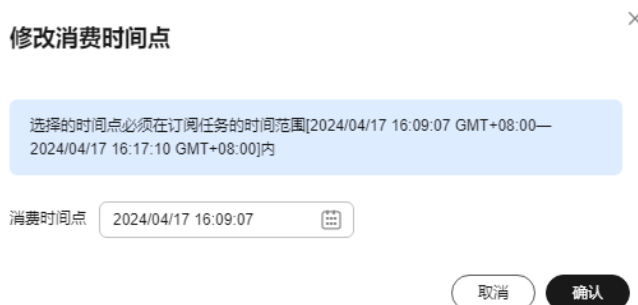 修改消费时间点
选择的时间点必须在订阅任务的时间范围[2024/04/17 16:09:07 GMT+08:00—
2024/04/17 16:17:10 GMT+08:00]内
消费时间点 2024/04/17 16:09:07
取消 确认